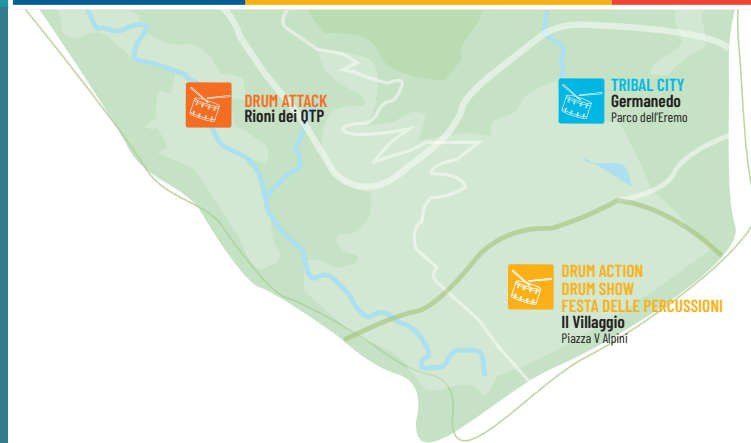 DRUM ATTACK
Rioni dei QTP
TRIBAL CITY
Germanedo
Parco dell'Eremo
DRUM ACTION
DRUM SHOW
FESTA DELLE PERCUSSIONI
Il Villaggio
Piazza V Alpini